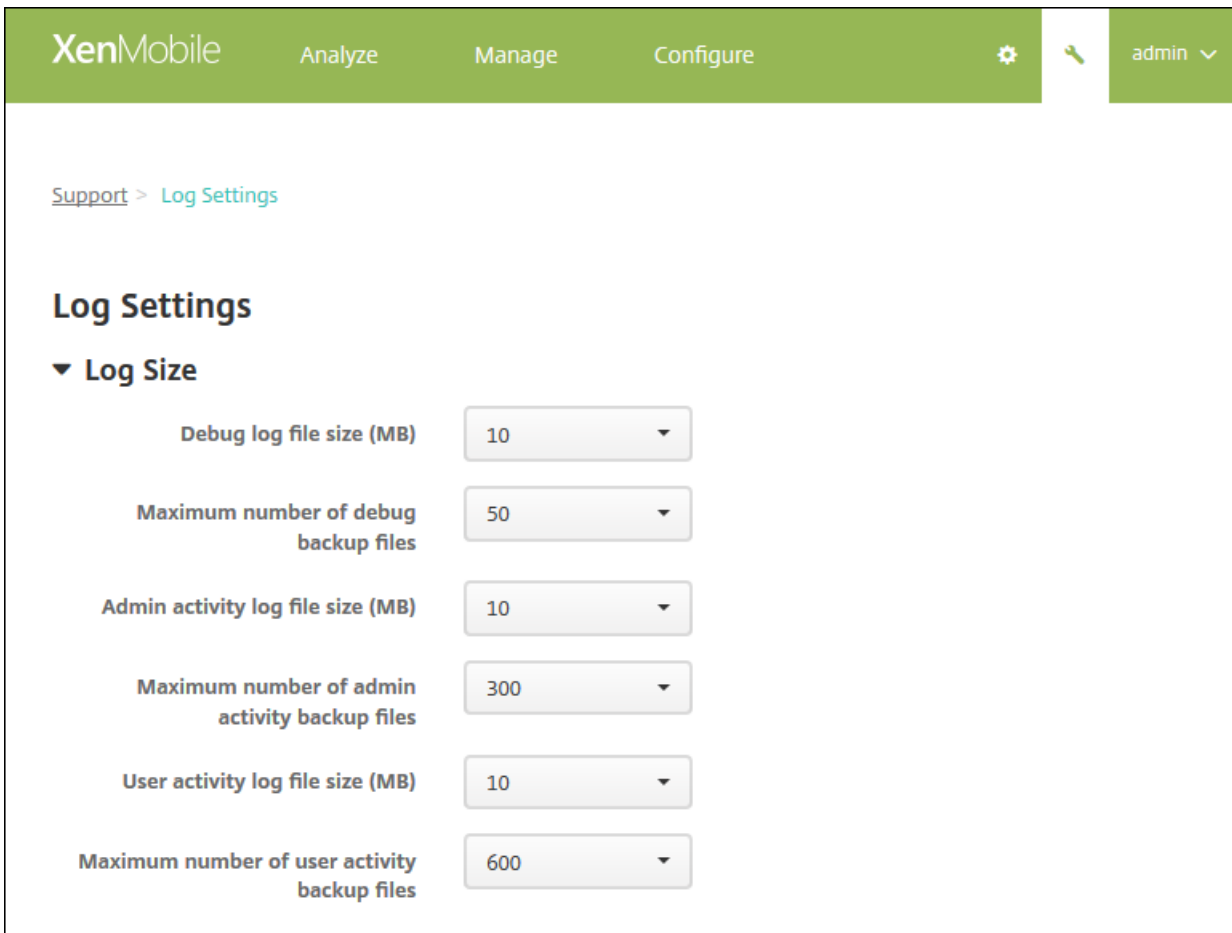 XenMobile Analyze Manage Configure admin
Support > Log Settings
Log Settings
Log Size
Debug log file size (MB) 10
Maximum number of debug
backup files 50
Admin activity log file size (MB) 10
Maximum number of admin
activity backup files 300
User activity log file size (MB) 10
Maximum number of user activity
backup files 600